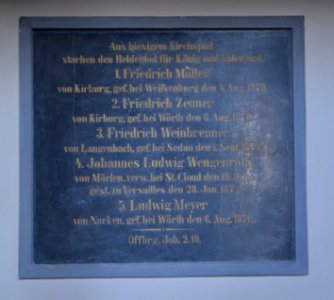 Aus hiesigem Kirchspiel
starben den Heldentod für König und Vaterland.
1. Friedrich Müller
von Kirburg, gef. bei Weißenburg den 4. Aug. 1870.
2. Friedrich Zeuner
von Kirburg, gef. bei Wörth den 6. Aug. 1870.
3. Friedrich Weinbrenner
von Langenbach, gef. bei Sedan den 1. Sept. 1870.
4. Johannes Ludwig Wengenroth
von Mörlen, verw. bei St. Cloud den 19. Jan.
gest. zu Versailles den 20. Jan.
5. Ludwig Meyer
von Norken, gef. bei Wörth den 6. Aug. 1870.
Offbrg. Joh. 2. 10.